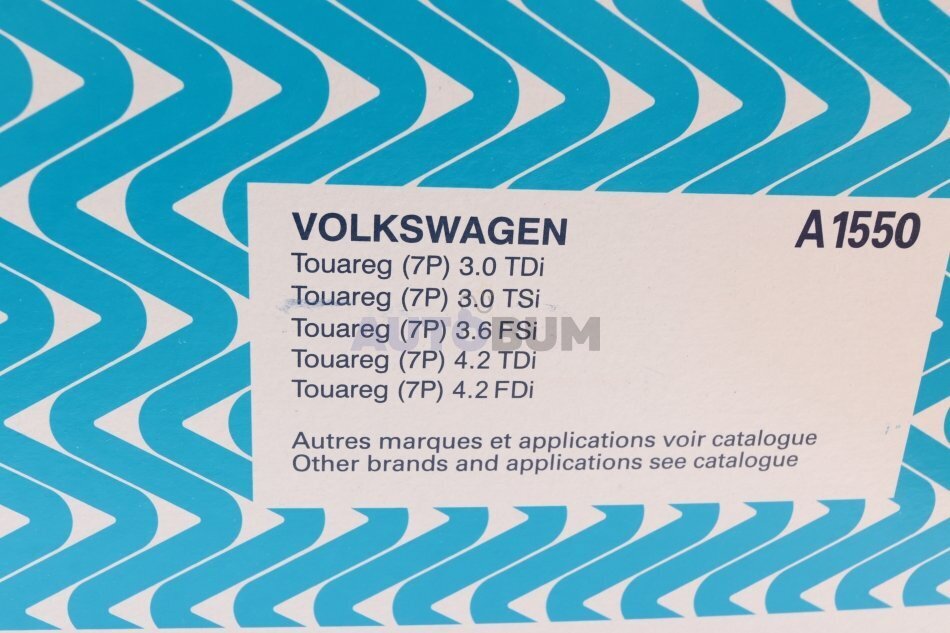 VOLKSWAGEN A1550
Touareg (7P) 3.0 TDi
Touareg (7P) 3.0 TSi
Touareg (7P) 3.6 FSi
AUTOBUM
Touareg (7P) 4.2 TDi
Touareg (7P) 4.2 FDi
Autres marques et applications voir catalogue
Other brands and applications see catalogue